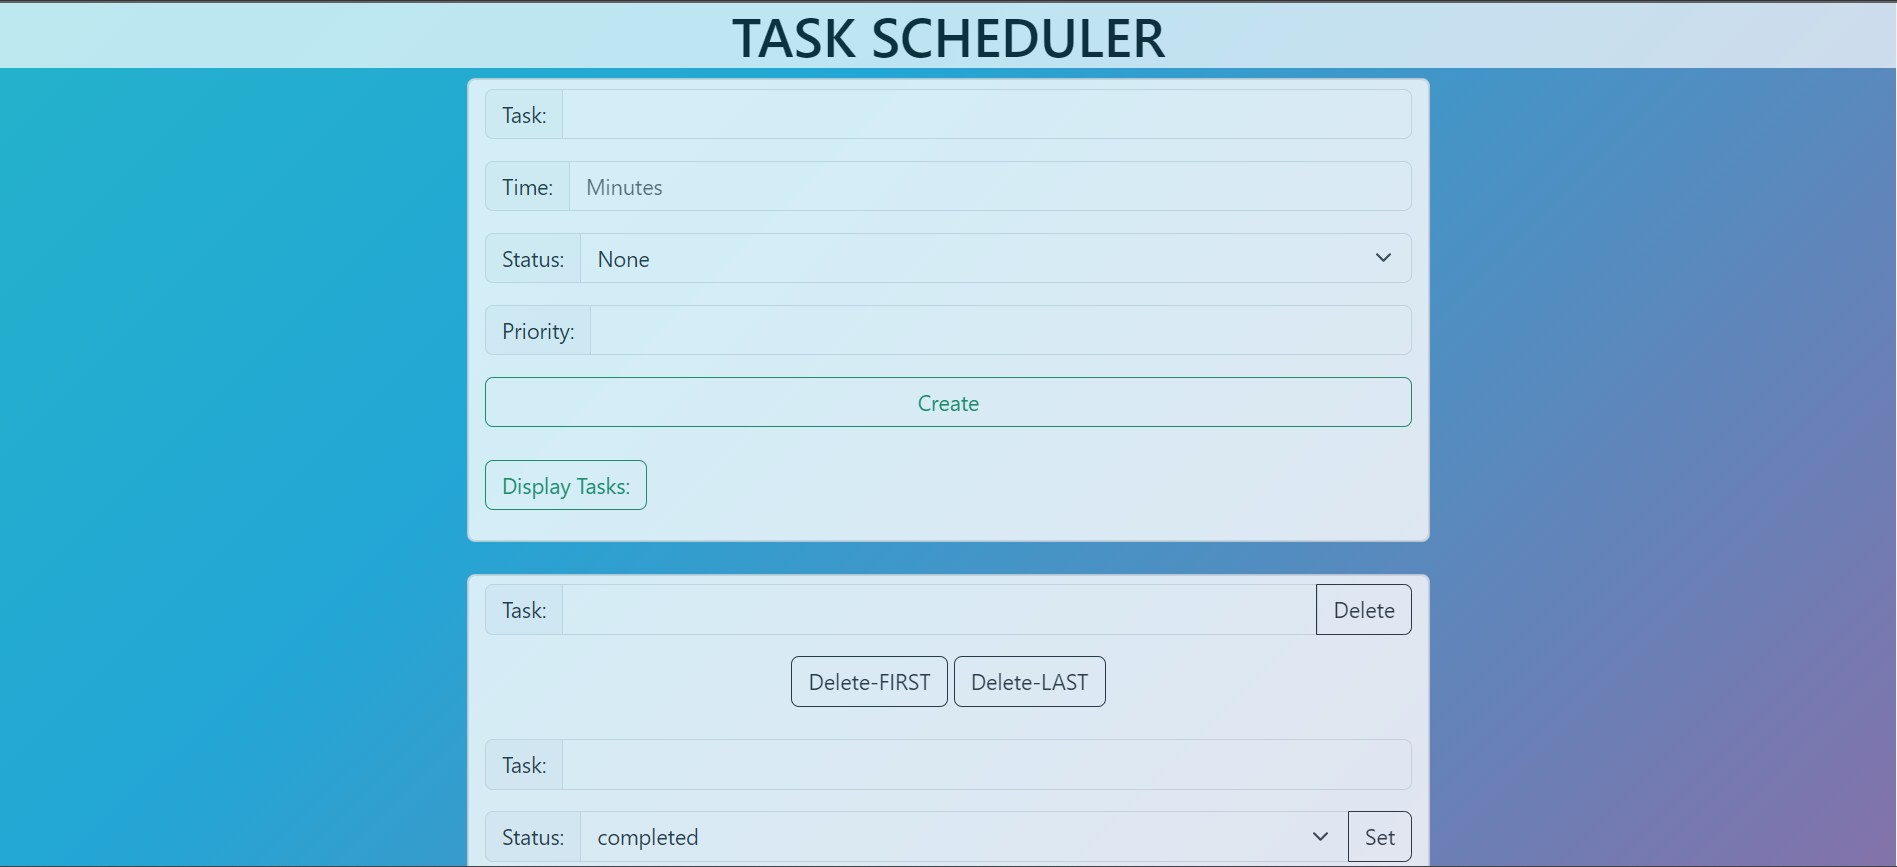 TASK SCHEDULER
Task:
Time: Minutes
Status: None
Priority:
Create
Display Tasks:
Task: Delete
Delete-FIRST Delete-LAST
Task:
Status: completed Set